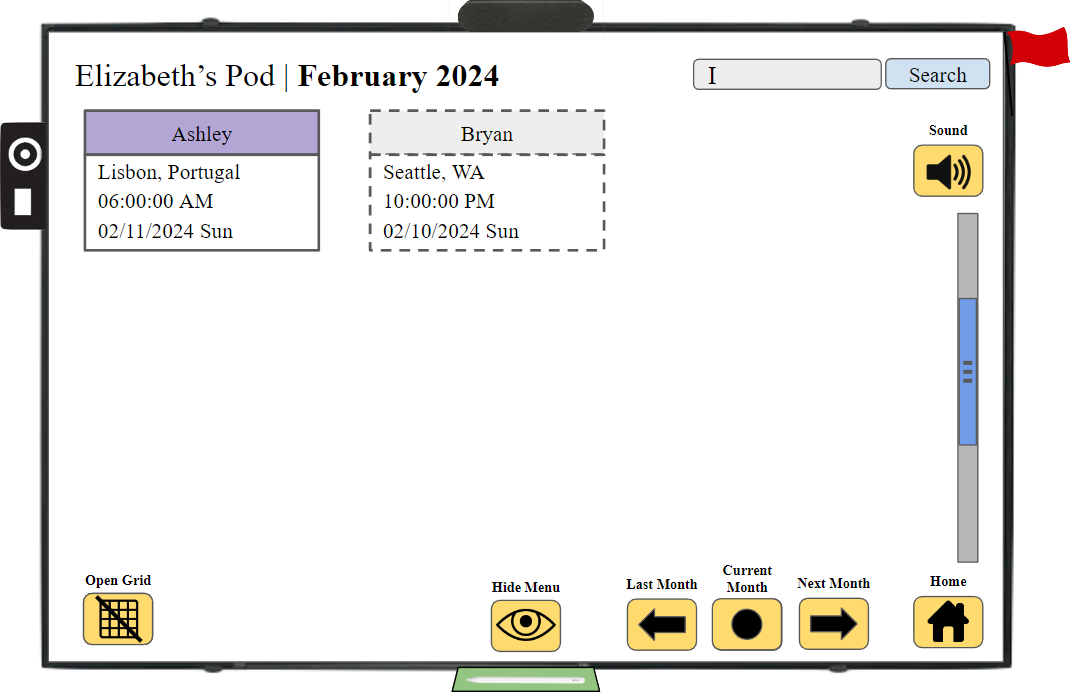 Elizabeth’s Pod | February 2024
Search
Ashley
Lisbon, Portugal
06:00:00 AM
02/11/2024 Sun
Bryan
Seattle, WA
10:00:00 PM
02/10/2024 Sun
Sound
Open Grid
Hide Menu
Last Month
Current
Month
Next Month
Home